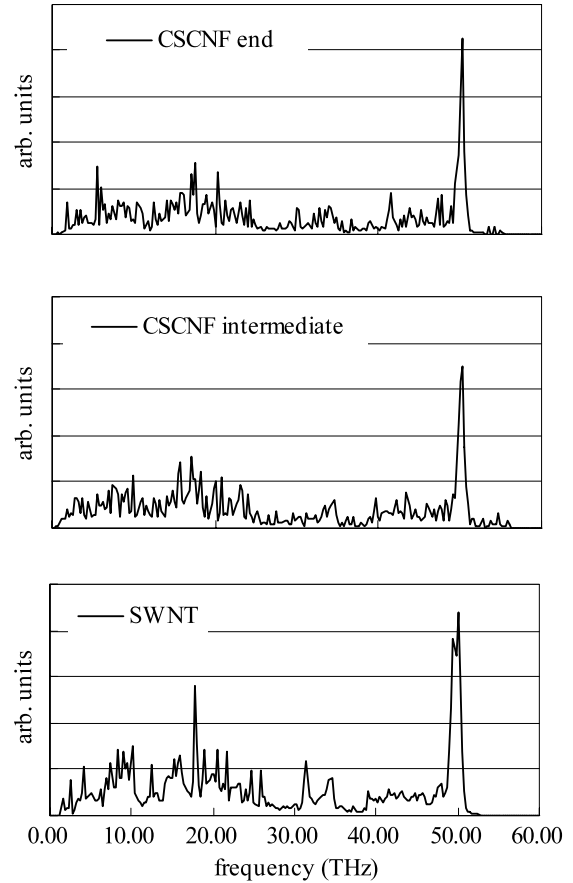 CSCNF end
arb. units
CSCNF intermediate
arb. units
SWNT
arb. units
0.00 10.00 20.00 30.00 40.00 50.00 60.00
frequency (THz)